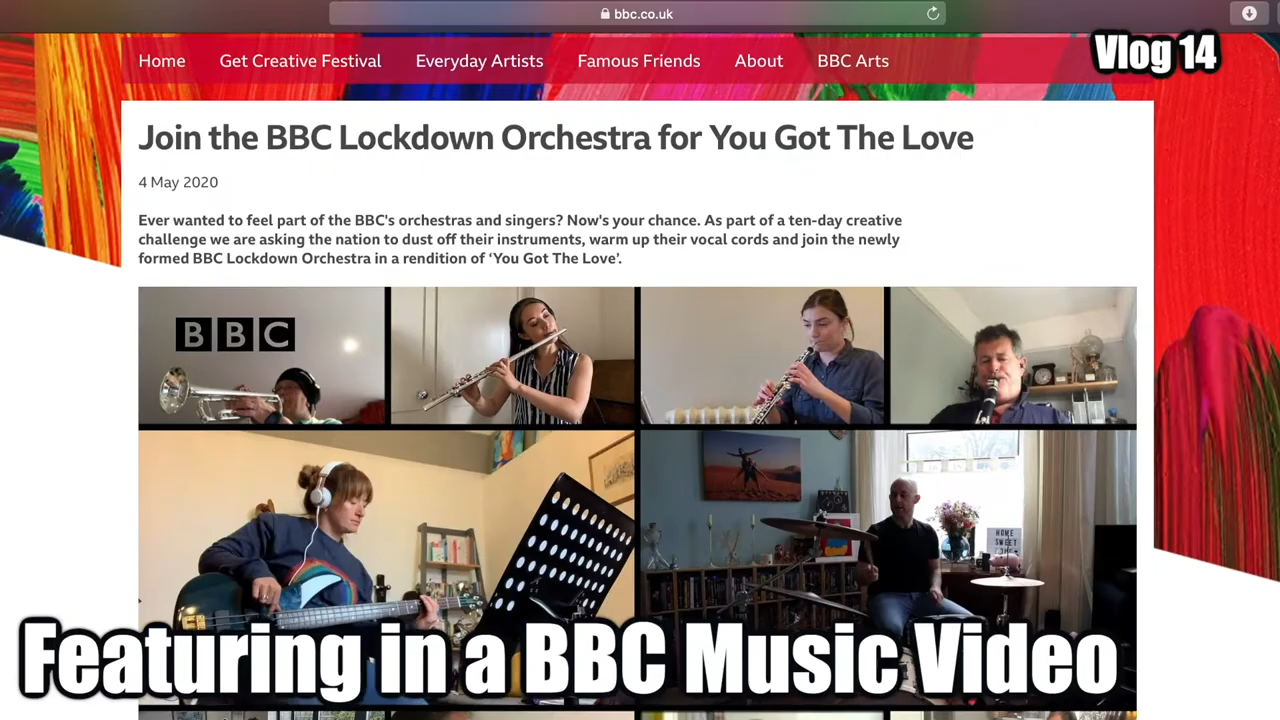 bbc.co.uk
Vlog 14
Home Get Creative Festival Everyday Artists Famous Friends About BBC Arts
Join the BBC Lockdown Orchestra for You Got The Love
4 May 2020
Ever wanted to feel part of the BBC's orchestras and singers? Now's your chance. As part of a ten-day creative
challenge we are asking the nation to dust off their instruments, warm up their vocal cords and join the newly
formed BBC Lockdown Orchestra in a rendition of ‘You Got The Love’.
BBC
HOME
SWEET
Featuring in a BBC Music Video